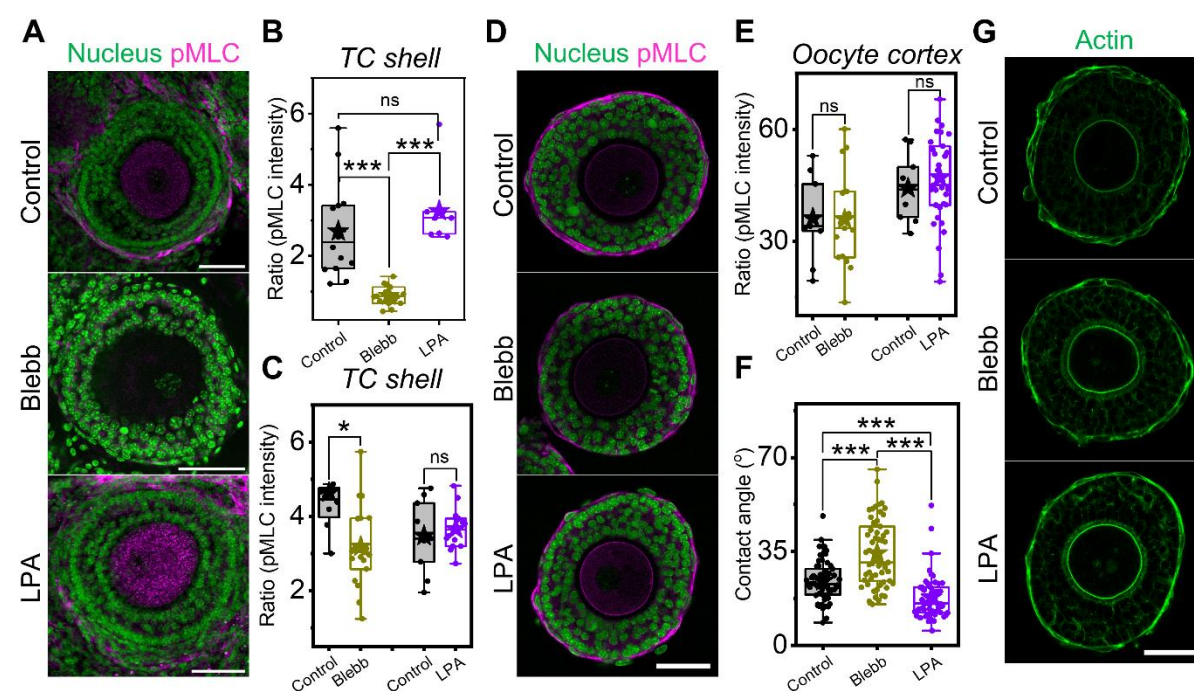 A
Nucleus pMLC
Control
Blebb
LPA
B
TC shell
Ratio (pMLC intensity)
6
4
2
ns
***
***
Control
Blebb
LPA
C
TC shell
Ratio (pMLC intensity)
6
4
2
*
ns
Control
Blebb
Control
LPA
D
Nucleus pMLC
Control
Blebb
LPA
E
Oocyte cortex
Ratio (pMLC intensity)
60
30
ns
ns
Control
Blebb
Control
LPA
F
Contact angle (°)
70
35
0
***
***
***
Control
Blebb
LPA
G
Actin
Control
Blebb
LPA